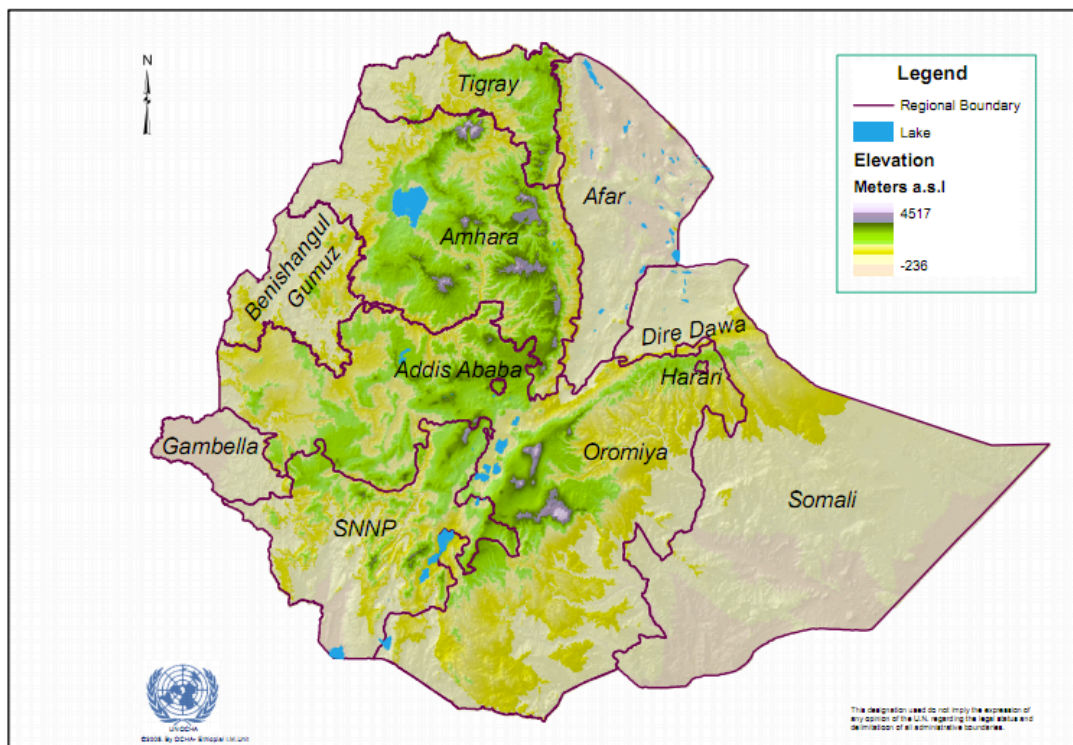 N
Tigray
Afar
Amhara
Benishangul
Gumuz
Dire Dawa
Addis Ababa
Harari
Gambella
Oromiya
Somali
SNNP
Legend
Regional Boundary
Lake
Elevation
Meters a.s.l
4517
-236
UNOCHA
This designation used do not imply the expression of
any opinion of the U.N. regarding the legal status and
delimitation of all administrative boundaries.